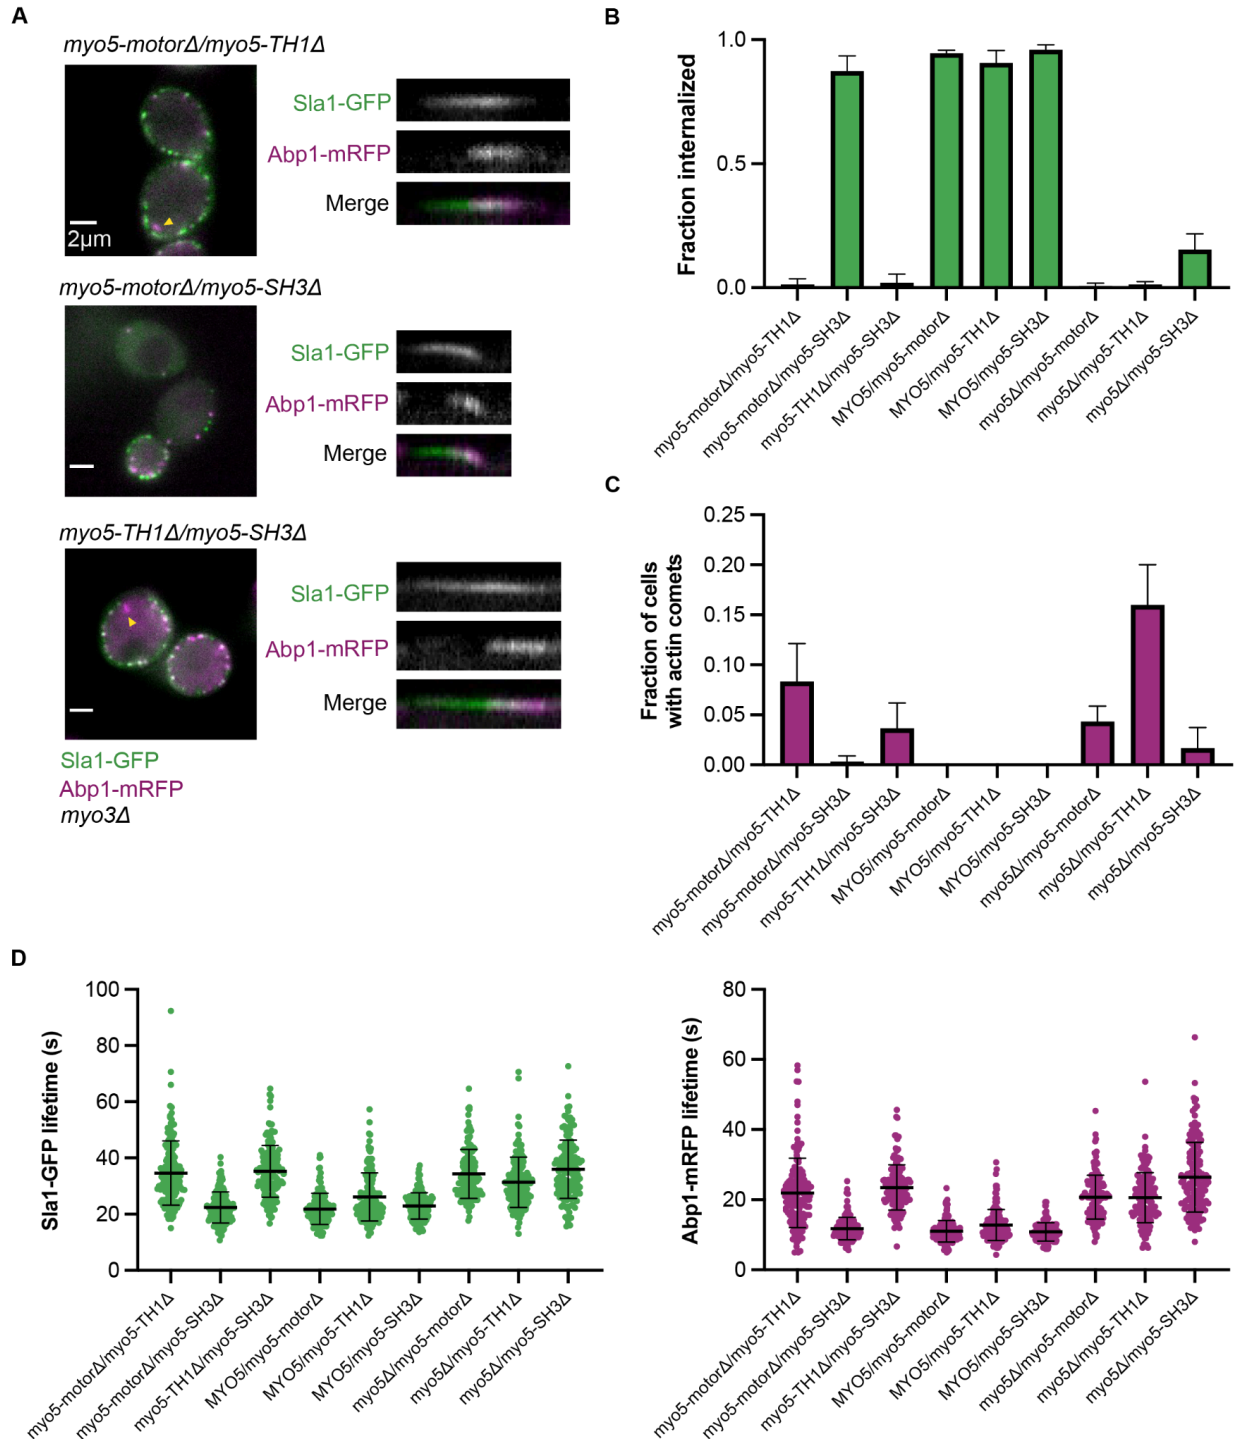 A
myo5-motorΔ/myo5-TH1Δ
Sla1-GFP
Abp1-mRFP
Merge
2μm
myo5-motorΔ/myo5-SH3Δ
Sla1-GFP
Abp1-mRFP
Merge
myo5-TH1Δ/myo5-SH3Δ
Sla1-GFP
Abp1-mRFP
Merge
Sla1-GFP
Abp1-mRFP
myo3Δ
B
Fraction internalized
1.0
0.5
0.0
myo5-motorΔ/myo5-TH1Δ
myo5-motorΔ/myo5-SH3Δ
myo5-TH1Δ/myo5-SH3Δ
MYO5/myo5-motorΔ
MYO5/myo5-TH1Δ
MYO5/myo5-SH3Δ
myo5Δ/myo5-motorΔ
myo5Δ/myo5-TH1Δ
myo5Δ/myo5-SH3Δ
C
Fraction of cells
with actin comets
0.25
0.20
0.15
0.10
0.05
0.00
myo5-motorΔ/myo5-TH1Δ
myo5-motorΔ/myo5-SH3Δ
myo5-TH1Δ/myo5-SH3Δ
MYO5/myo5-motorΔ
MYO5/myo5-TH1Δ
MYO5/myo5-SH3Δ
myo5Δ/myo5-motorΔ
myo5Δ/myo5-TH1Δ
myo5Δ/myo5-SH3Δ
D
Sla1-GFP lifetime (s)
100
80
60
40
20
0
myo5-motorΔ/myo5-TH1Δ
myo5-motorΔ/myo5-SH3Δ
myo5-TH1Δ/myo5-SH3Δ
MYO5/myo5-motorΔ
MYO5/myo5-TH1Δ
MYO5/myo5-SH3Δ
myo5Δ/myo5-motorΔ
myo5Δ/myo5-TH1Δ
myo5Δ/myo5-SH3Δ
Abp1-mRFP lifetime (s)
80
60
40
20
0
myo5-motorΔ/myo5-TH1Δ
myo5-motorΔ/myo5-SH3Δ
myo5-TH1Δ/myo5-SH3Δ
MYO5/myo5-motorΔ
MYO5/myo5-TH1Δ
MYO5/myo5-SH3Δ
myo5Δ/myo5-motorΔ
myo5Δ/myo5-TH1Δ
myo5Δ/myo5-SH3Δ